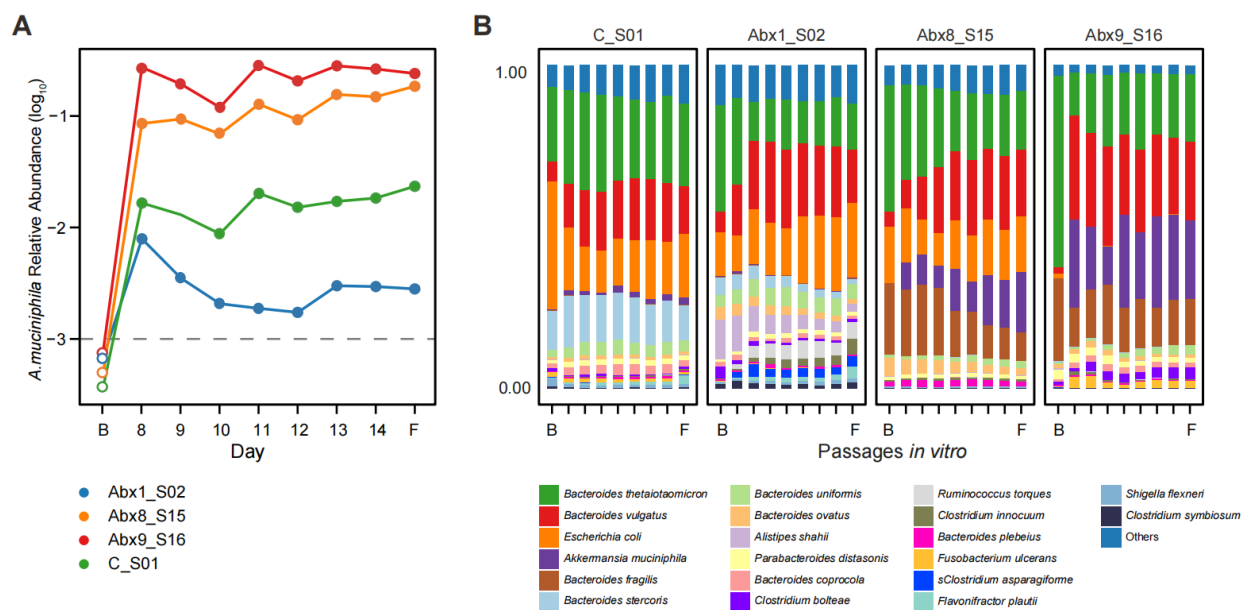 A
A.muciniphila Relative Abundance (log10)
−1
−2
−3
B 8 9 10 11 12 13 14 F
Day
Abx1_S02
Abx8_S15
Abx9_S16
C_S01
B
C_S01 Abx1_S02 Abx8_S15 Abx9_S16
1.00
0.00
B F B F B F B F
Passages in vitro
Bacteroides thetaiotaomicron
Bacteroides vulgatus
Escherichia coli
Akkermansia muciniphila
Bacteroides fragilis
Bacteroides stercoris
Bacteroides uniformis
Bacteroides ovatus
Alistipes shahii
Parabacteroides distasonis
Bacteroides coprocola
Clostridium bolteae
Ruminococcus torques
Clostridium innocuum
Bacteroides plebeius
Fusobacterium ulcerans
sClostridium asparagiforme
Flavonifractor plautii
Shigella flexneri
Clostridium symbiosum
Others